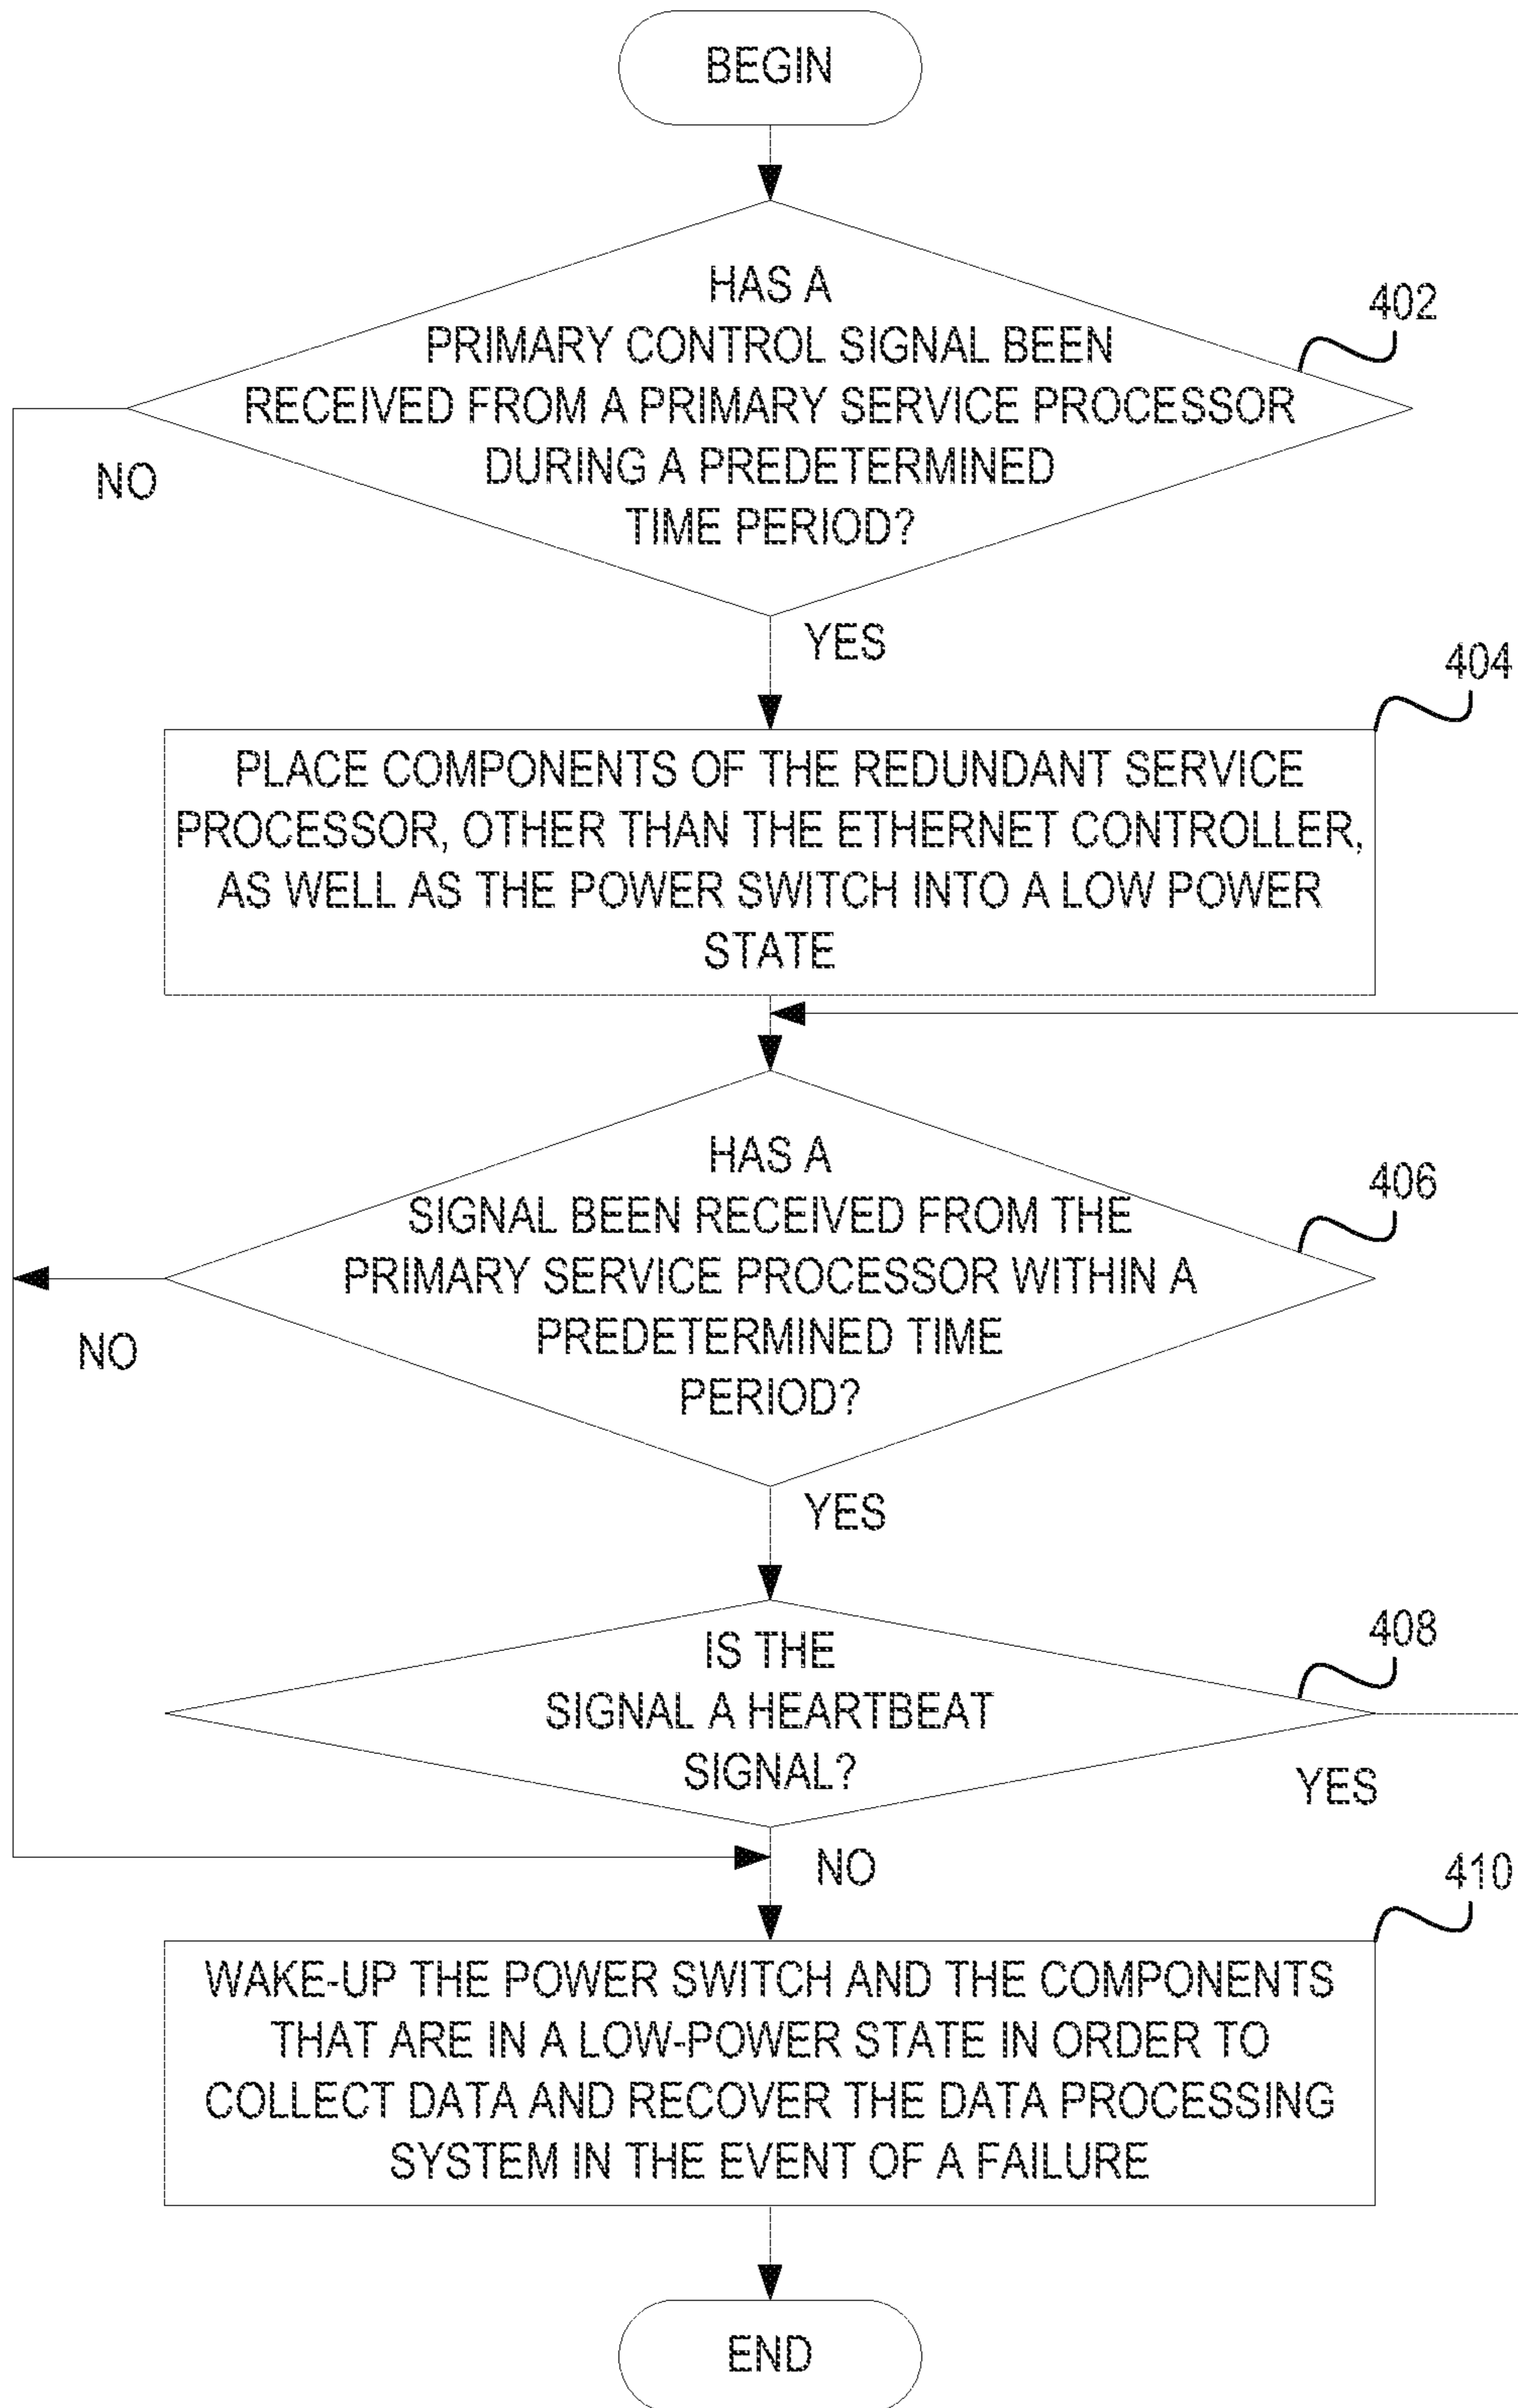 BEGIN
HAS A
PRIMARY CONTROL SIGNAL BEEN
RECEIVED FROM A PRIMARY SERVICE PROCESSOR
DURING A PREDETERMINED
TIME PERIOD?
402
NO
YES
404
PLACE COMPONENTS OF THE REDUNDANT SERVICE
PROCESSOR, OTHER THAN THE ETHERNET CONTROLLER,
AS WELL AS THE POWER SWITCH INTO A LOW POWER
STATE
HAS A
SIGNAL BEEN RECEIVED FROM THE
PRIMARY SERVICE PROCESSOR WITHIN A
PREDETERMINED TIME
PERIOD?
406
NO
YES
IS THE
SIGNAL A HEARTBEAT
SIGNAL?
408
YES
NO
410
WAKE-UP THE POWER SWITCH AND THE COMPONENTS
THAT ARE IN A LOW-POWER STATE IN ORDER TO
COLLECT DATA AND RECOVER THE DATA PROCESSING
SYSTEM IN THE EVENT OF A FAILURE
END